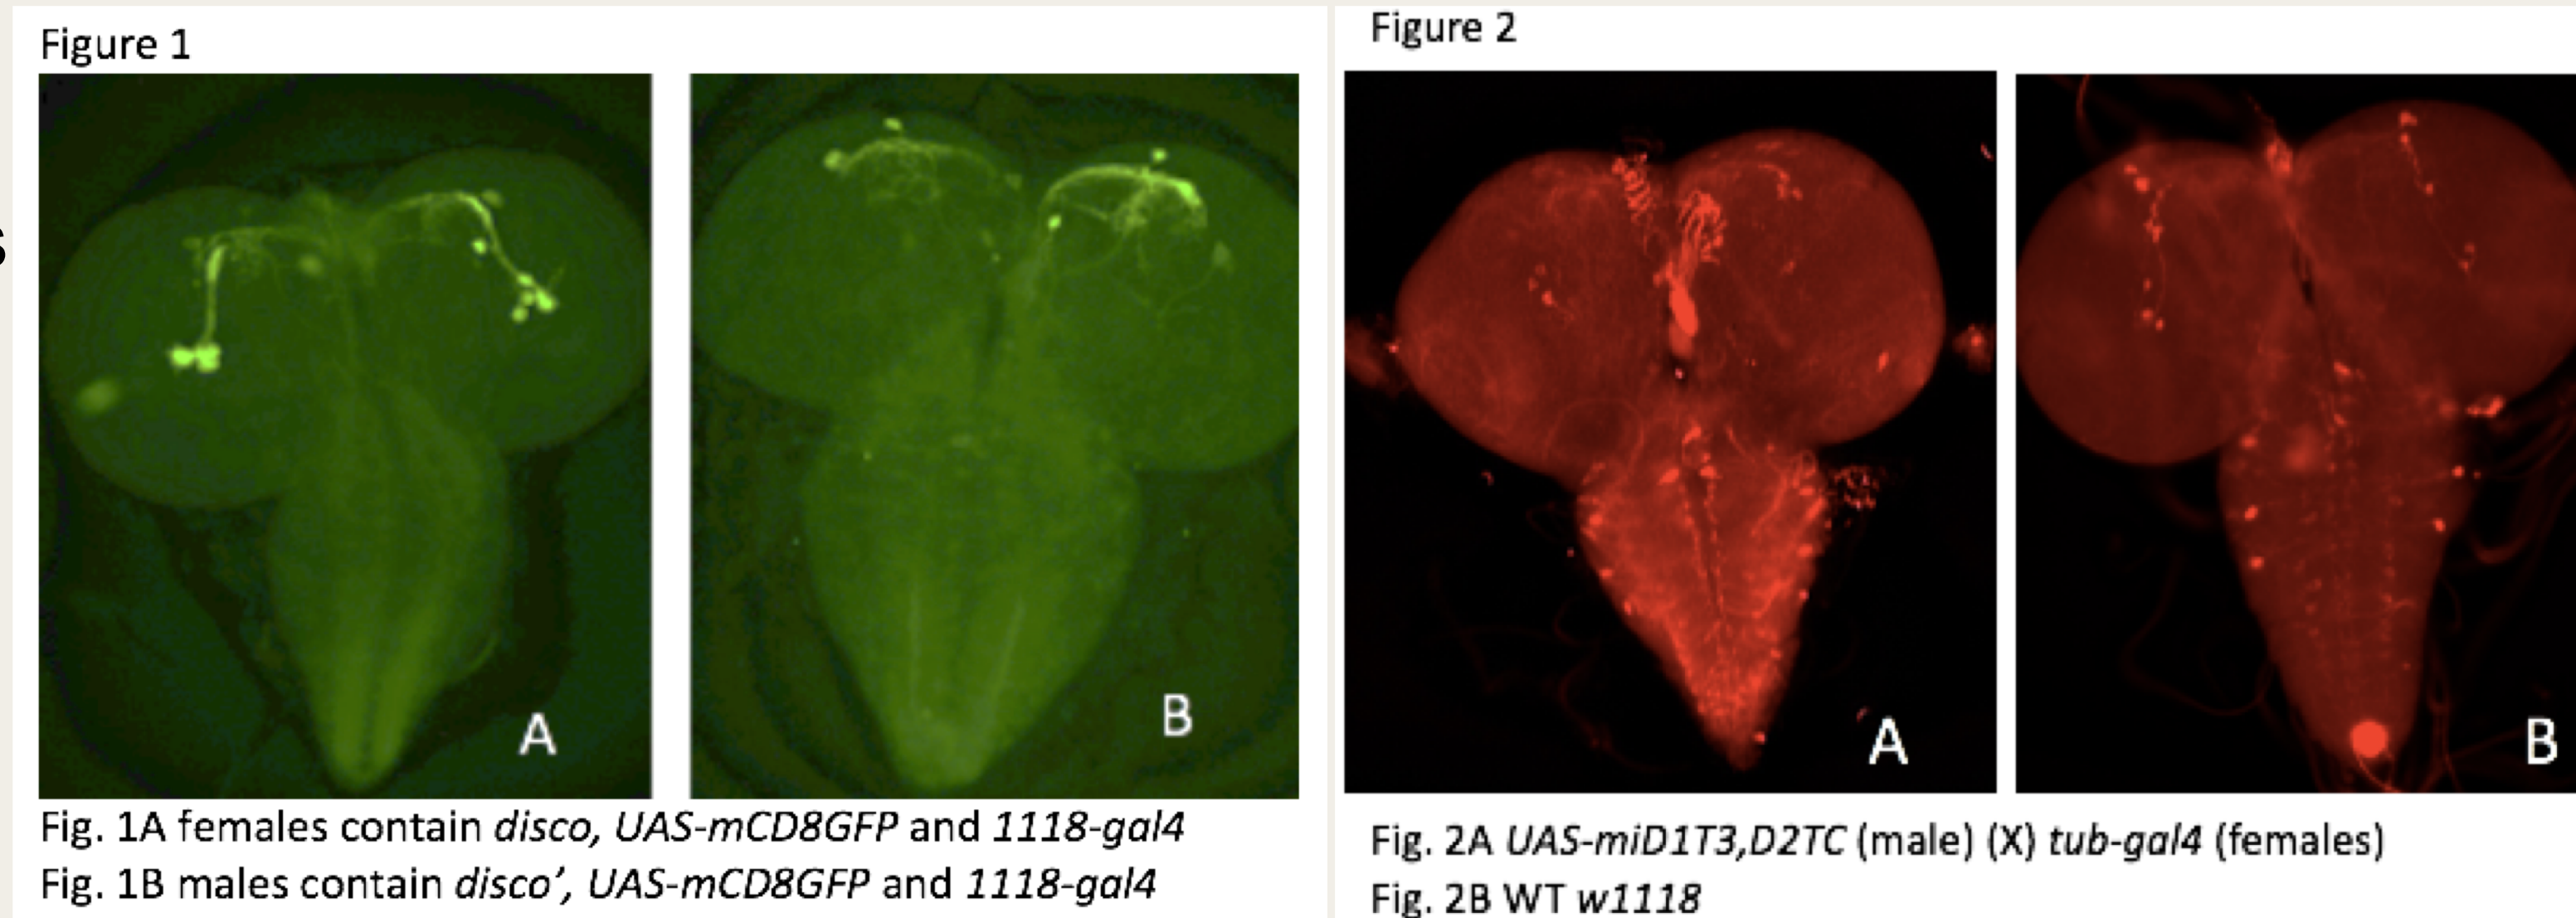 Figure 1
A
B
Fig. 1A females contain disco, UAS-mCD8GFP and 1118-gal4
Fig. 1B males contain disco’, UAS-mCD8GFP and 1118-gal4
Figure 2
A
B
Fig. 2A UAS-miD1T3,D2TC (male) (X) tub-gal4 (females)
Fig. 2B WT w1118